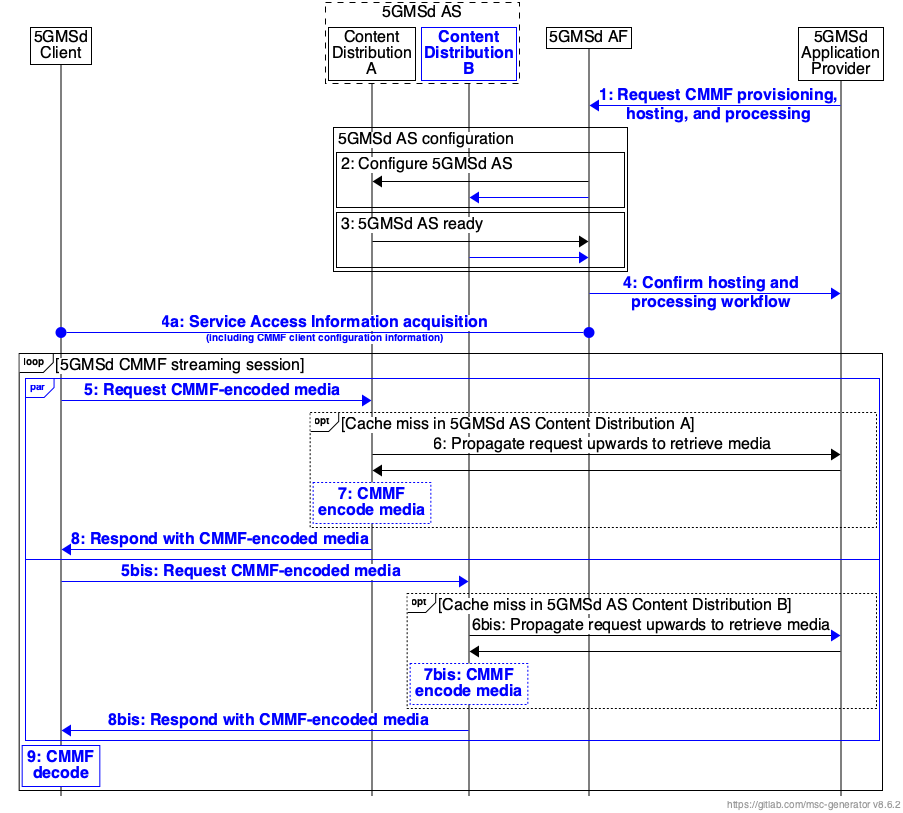 5GMSd AS
5GMSd
Client
Content
Distribution
A
Content
Distribution
B
5GMSd AF
5GMSd
Application
Provider
1: Request CMMF provisioning,
hosting, and processing
5GMSd AS configuration
2: Configure 5GMSd AS
3: 5GMSd AS ready
4: Confirm hosting and
processing workflow
4a: Service Access Information acquisition
(including CMMF client configuration information)
loop [5GMSd CMMF streaming session]
par
5: Request CMMF-encoded media
opt [Cache miss in 5GMSd AS Content Distribution A]
6: Propagate request upwards to retrieve media
7: CMMF
encode media
8: Respond with CMMF-encoded media
5bis: Request CMMF-encoded media
opt [Cache miss in 5GMSd AS Content Distribution B]
6bis: Propagate request upwards to retrieve media
7bis: CMMF
encode media
8bis: Respond with CMMF-encoded media
9: CMMF
decode
https://gitlab.com/msc-generator v8.6.2